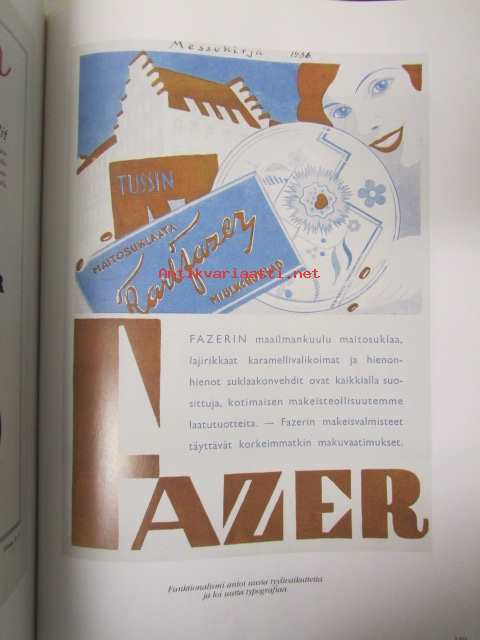 Messukirja 1936
TUSSIN
MAITOSUKLAATA
Karl Fazer
Antikvariaatti.net
FAZERIN maailmankuulu maitosuklaa,
lajirikkaat karamellivalikoimat ja hienon-
hienot suklaakonvehdit ovat kaikkialla suo-
sittuja, kotimaisen makeisteollisuutemme
laatutuotteita. — Fazerin makeisvalmisteet
täyttävät korkeimmatkin makuvaatimukset.
FAZER
Funktionalismi antoi uusia tyylivaikutteita
ja loi uutta typografiaa.